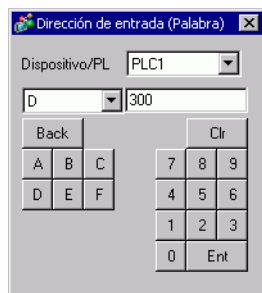 Dirección de entrada (Palabra)
Dispositivo/PL PLC1
D 300
Back Clr
A B C 7 8 9
D E F 4 5 6
1 2 3
0 Ent